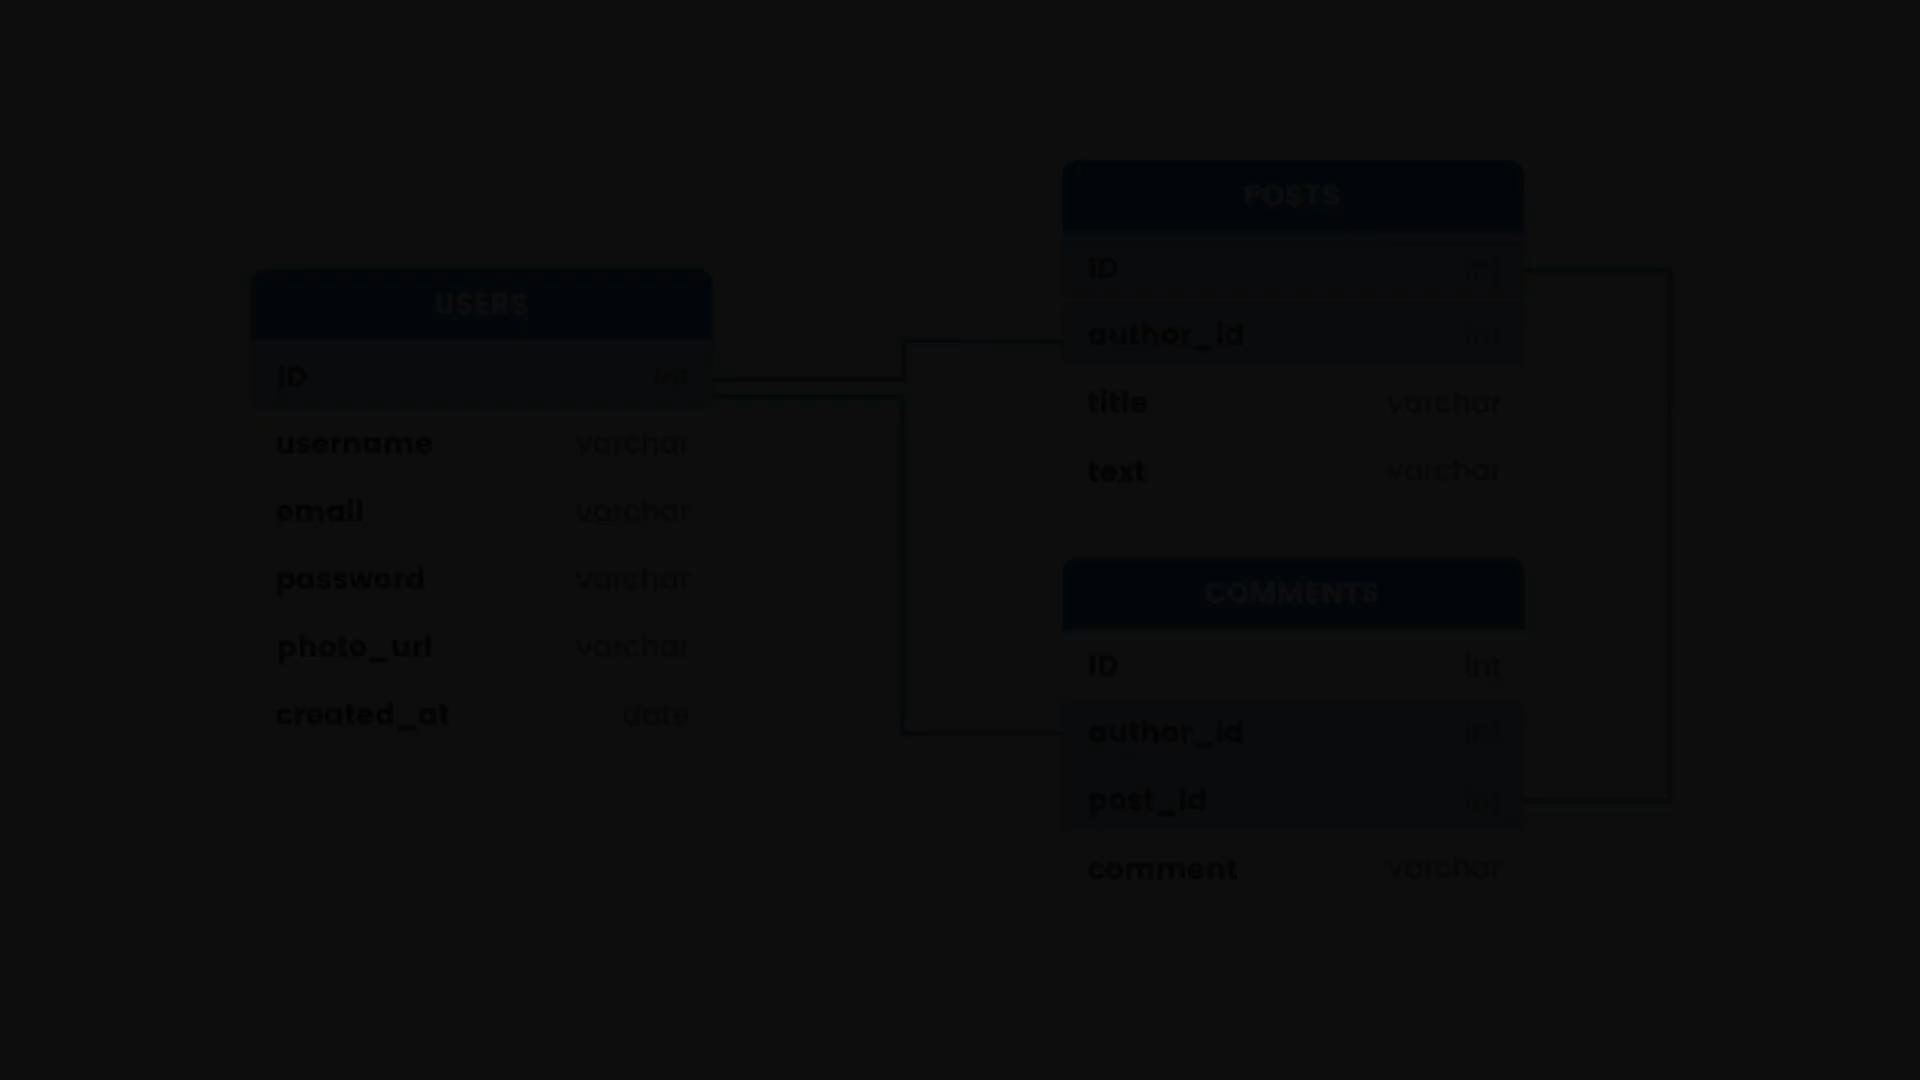 USERS
ID int
username varchar
email varchar
password varchar
photo_url varchar
created_at date
POSTS
ID int
author_id int
title varchar
text varchar
COMMENTS
ID int
author_id int
post_id int
comment varchar